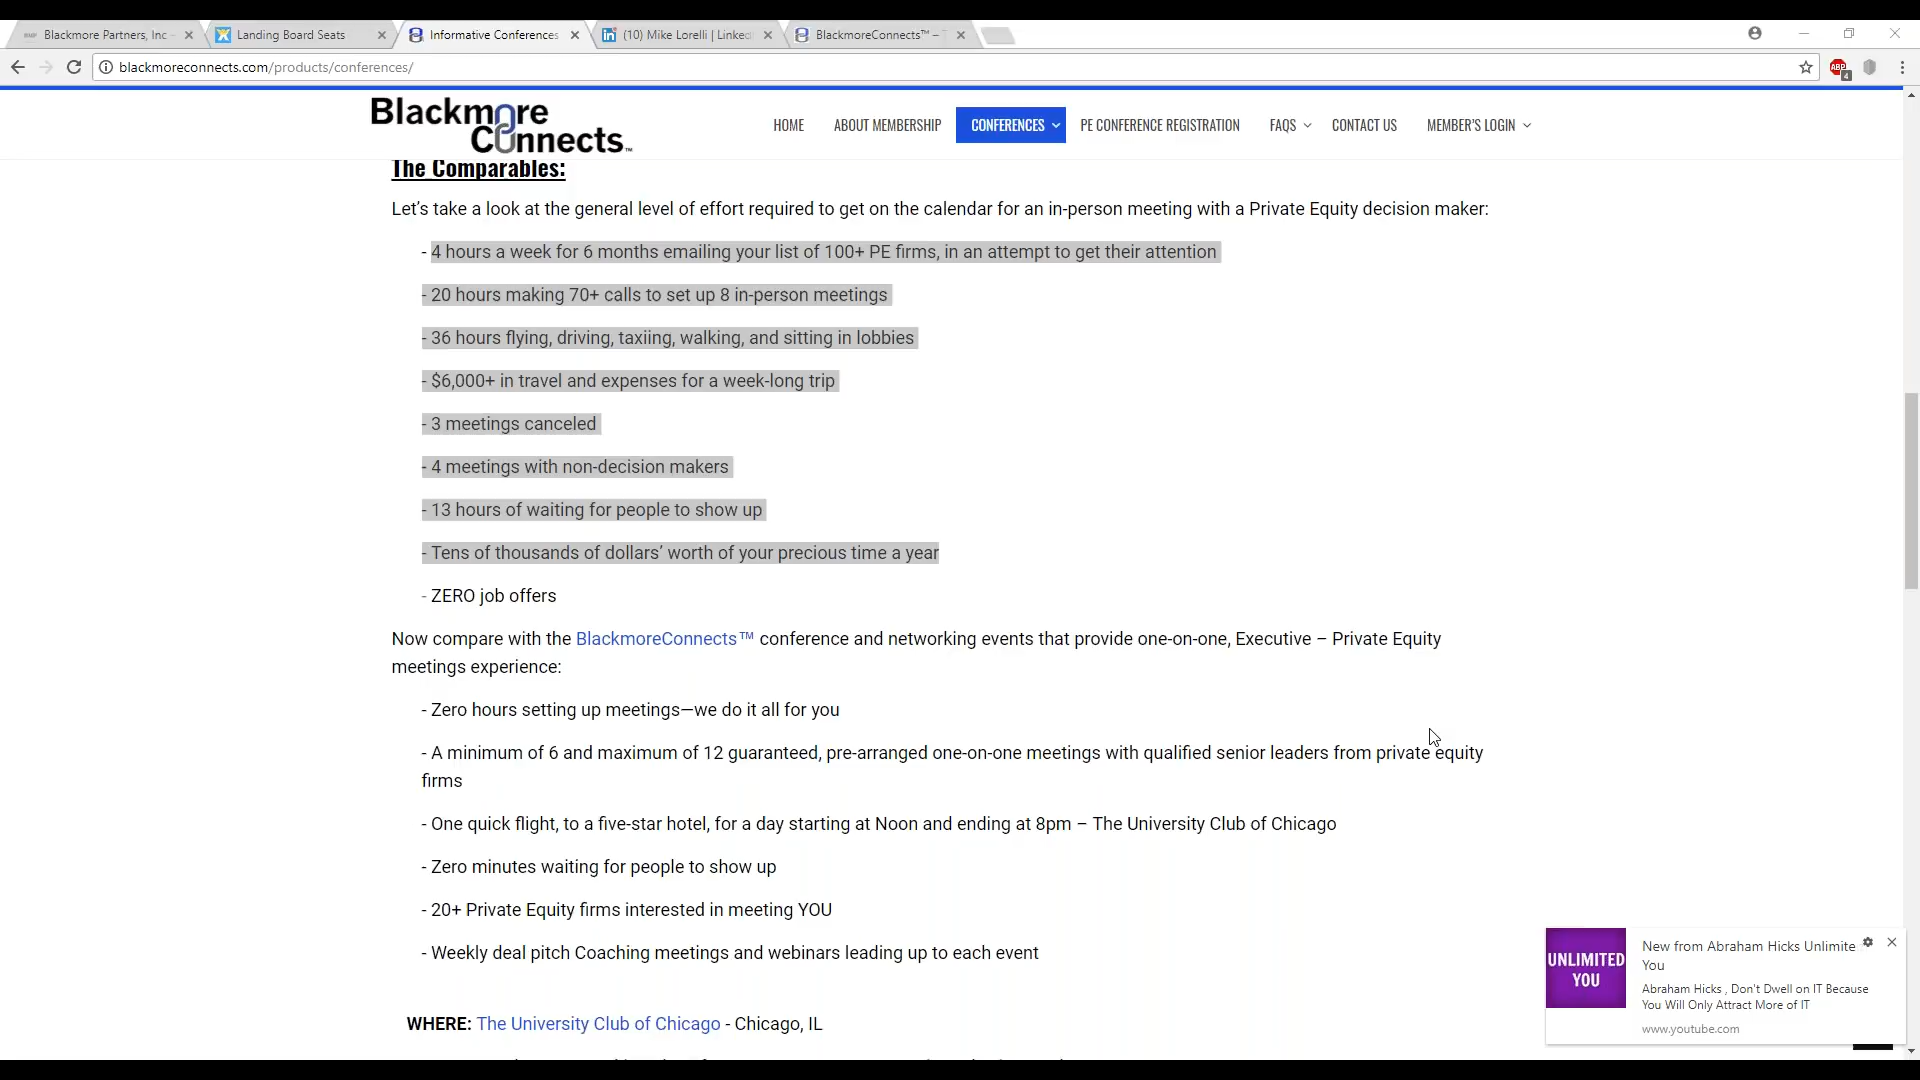 Blackmore Partners, Inc -
Landing Board Seats
Informative Conferences
(10) Mike Lorelli | Linked
BlackmoreConnects™ –
blackmoreconnects.com/products/conferences/
ABP
4
Blackmore
Connects™
HOME
ABOUT MEMBERSHIP
CONFERENCES
PE CONFERENCE REGISTRATION
FAQS
CONTACT US
MEMBER'S LOGIN
The Comparables:
Let's take a look at the general level of effort required to get on the calendar for an in-person meeting with a Private Equity decision maker:
- 4 hours a week for 6 months emailing your list of 100+ PE firms, in an attempt to get their attention
- 20 hours making 70+ calls to set up 8 in-person meetings
- 36 hours flying, driving, taxiing, walking, and sitting in lobbies
- $6,000+ in travel and expenses for a week-long trip
- 3 meetings canceled
- 4 meetings with non-decision makers
- 13 hours of waiting for people to show up
- Tens of thousands of dollars' worth of your precious time a year
- ZERO job offers
Now compare with the BlackmoreConnects™ conference and networking events that provide one-on-one, Executive – Private Equity
meetings experience:
- Zero hours setting up meetings—we do it all for you
- A minimum of 6 and maximum of 12 guaranteed, pre-arranged one-on-one meetings with qualified senior leaders from private equity
firms
- One quick flight, to a five-star hotel, for a day starting at Noon and ending at 8pm – The University Club of Chicago
- Zero minutes waiting for people to show up
- 20+ Private Equity firms interested in meeting YOU
- Weekly deal pitch Coaching meetings and webinars leading up to each event
WHERE: The University Club of Chicago - Chicago, IL
UNLIMITED
YOU
New from Abraham Hicks Unlimite
You
Abraham Hicks , Don't Dwell on IT Because
You Will Only Attract More of IT
www.youtube.com